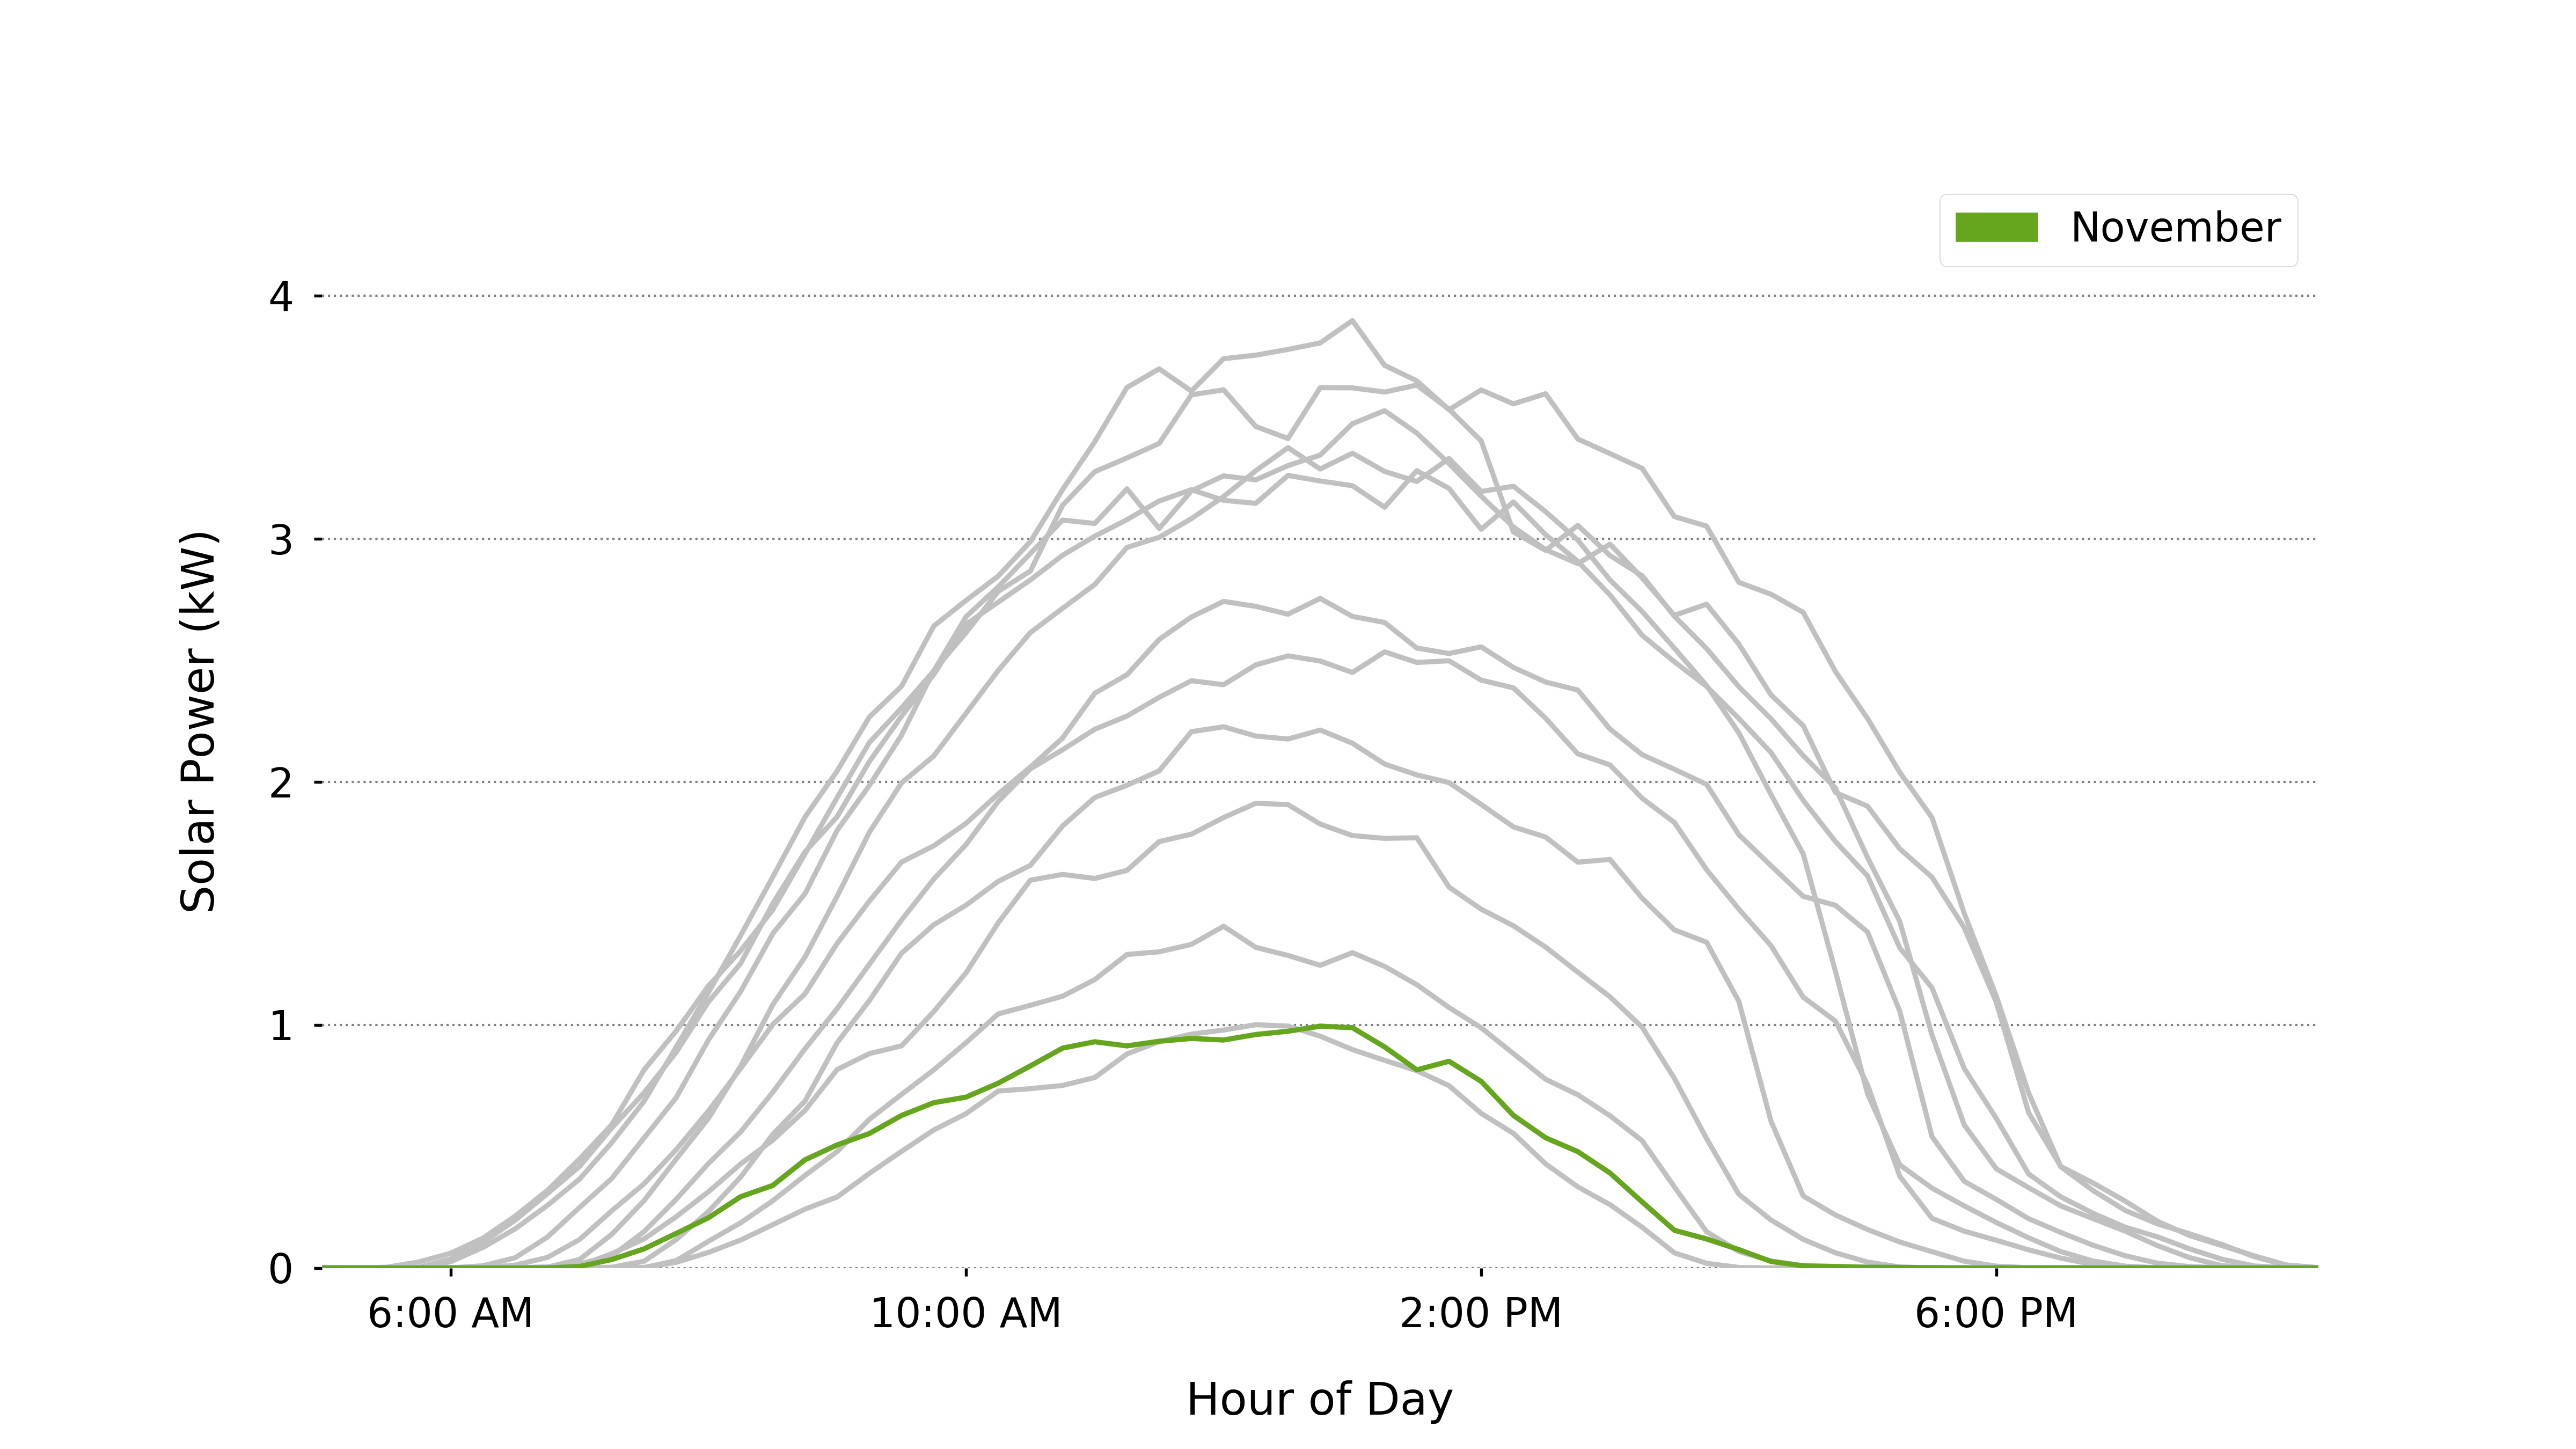 November
4
3
2
1
0
Solar Power (kW)
6:00 AM
10:00 AM
2:00 PM
6:00 PM
Hour of Day